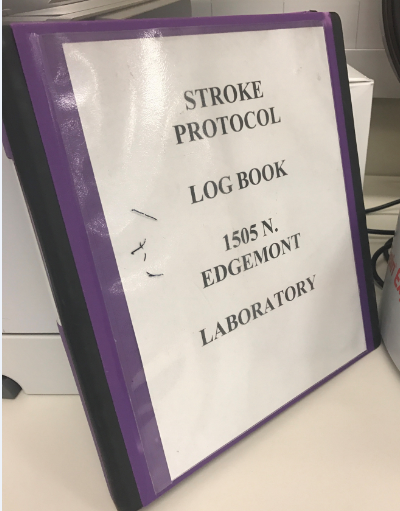 STROKE
PROTOCOL
LOG BOOK
1505 N.
EDGEMONT
LABORATORY